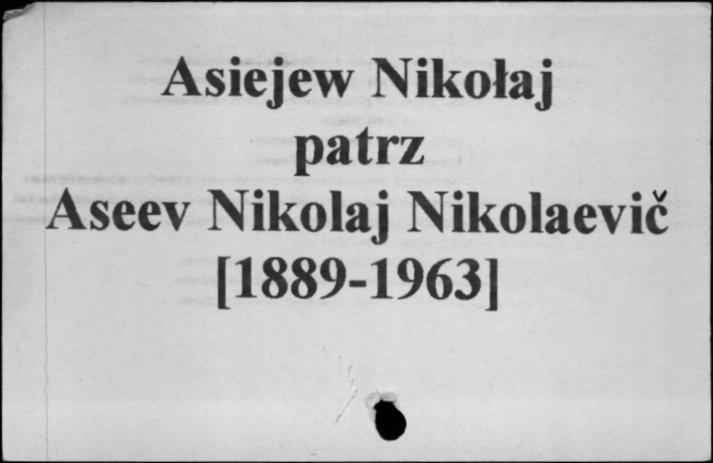 Asiejew Nikołaj
patrz
Aseev Nikolaj Nikolaevič
[1889-1963]